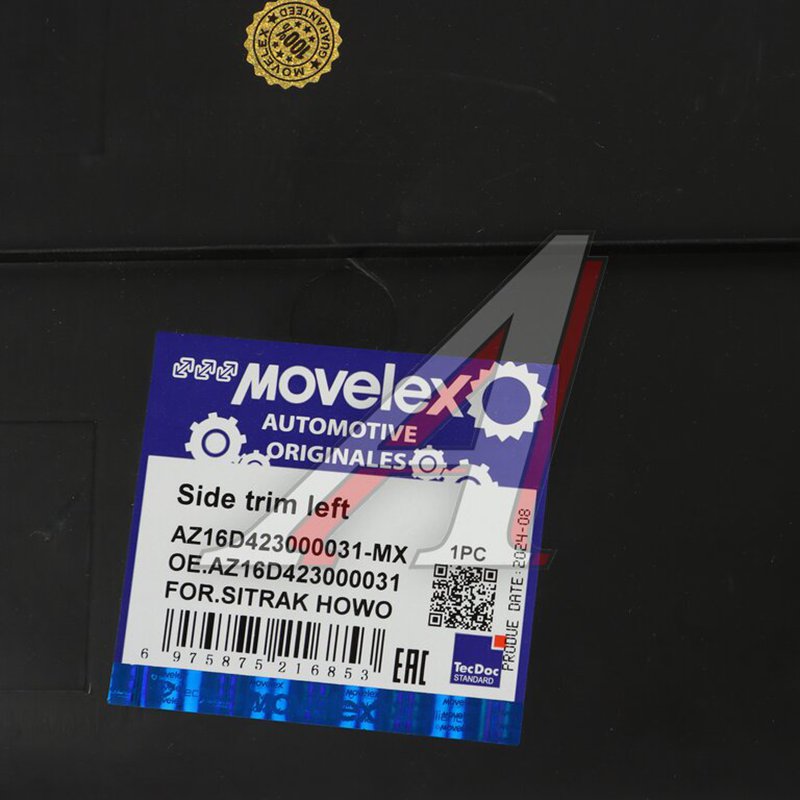 MOVELEX GUARANTEED
100%
MOVELEX
AUTOMOTIVE
ORIGINALES
Side trim left
AZ16D423000031-MX
1PC
OE.AZ16D423000031
FOR.SITRAK HOWO
PRODUE DATE:2024-08
6 975875 216853
EAC
TecDoc
STANDARD
Movelex